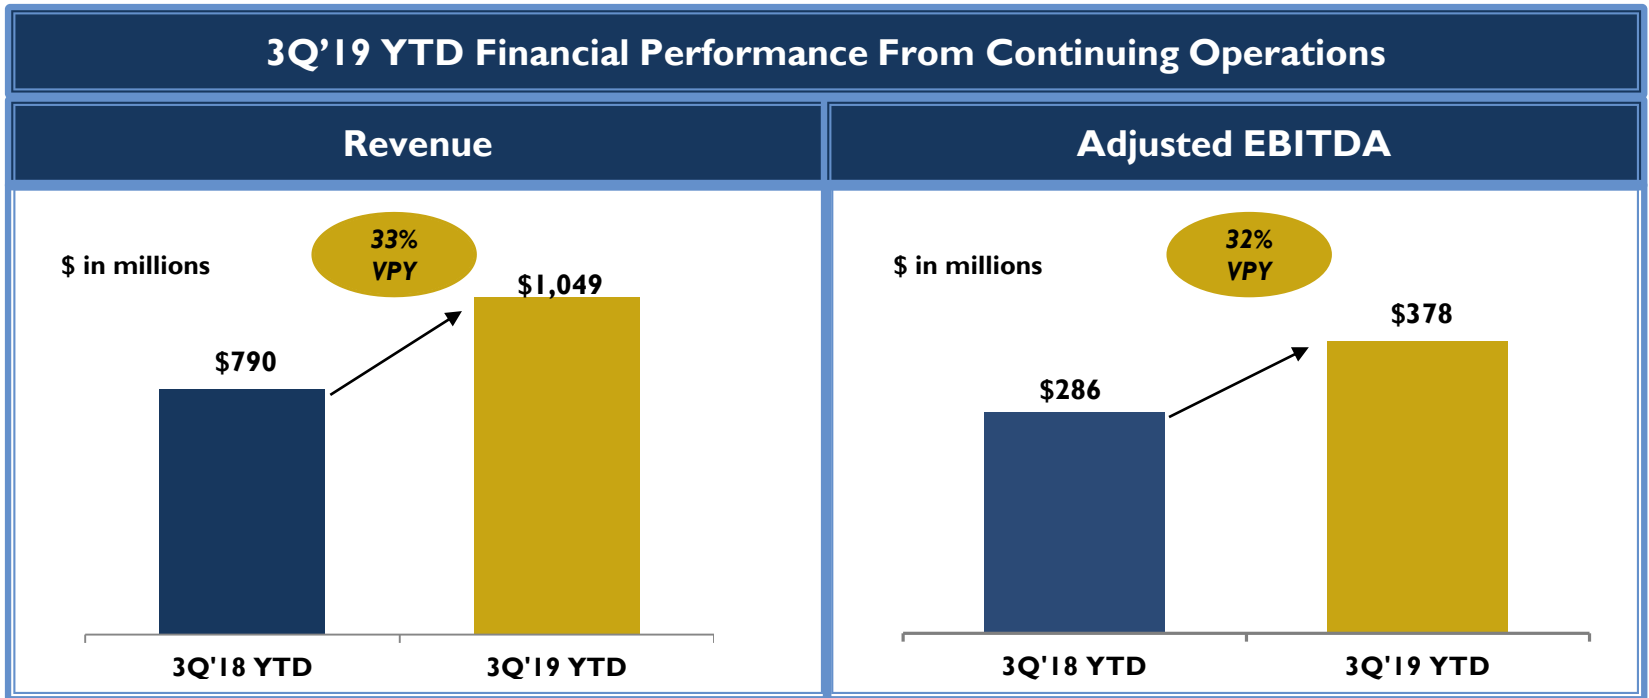 3Q’19 YTD Financial Performance From Continuing Operations
Revenue
$ in millions
33%
VPY
$1,049
$790
3Q'18 YTD
3Q'19 YTD
Adjusted EBITDA
$ in millions
32%
VPY
$378
$286
3Q'18 YTD
3Q'19 YTD